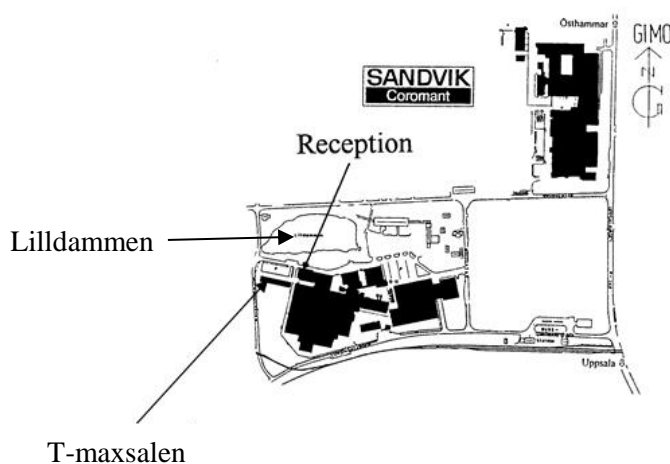 Östhammar
GIMO
N
SANDVIK
Coromant
Reception
Lilldammen
Uppsala
T-maxsalen